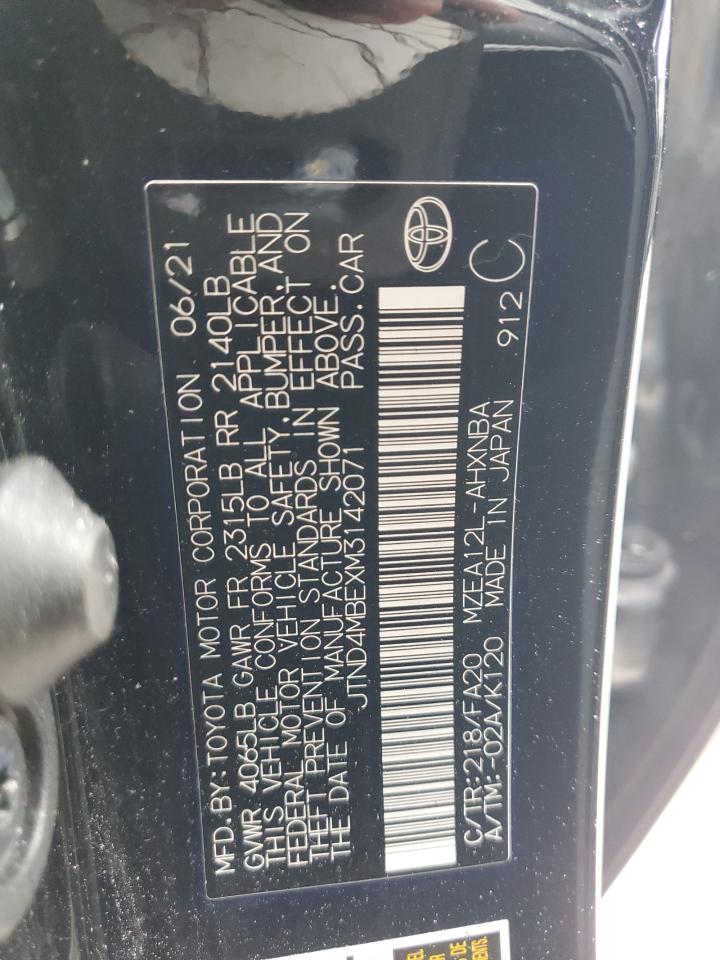 MFD.BY:TOYOTA MOTOR CORPORATION 06/21
GVWR 4065LB GAWR FR 2315LB RR 2140LB
THIS VEHICLE CONFORMS TO ALL APPLICABLE
FEDERAL MOTOR VEHICLE SAFETY,BUMPER,AND
THEFT PREVENTION STANDARDS IN EFFECT ON
THE DATE OF MANUFACTURE SHOWN ABOVE.
JTND4MBEXM3142071 PASS.CAR
C/TR:218/FA20 MZEA12L-AHXNBA
A/TM:-02A/K120 MADE IN JAPAN 912 C